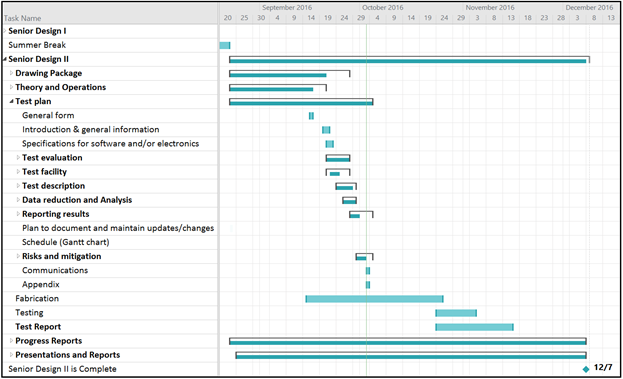 September 2016 October 2016 November 2016 December 2016
Task Name 20 25 30 4 9 14 19 24 29 4 9 14 19 24 29 3 8 13 18 23 28 3 8 13
Senior Design I
Summer Break
Senior Design II
Drawing Package
Theory and Operations
Test plan
General form
Introduction & general information
Specifications for software and/or electronics
Test evaluation
Test facility
Test description
Data reduction and Analysis
Reporting results
Plan to document and maintain updates/changes
Schedule (Gantt chart)
Risks and mitigation
Communications
Appendix
Fabrication
Testing
Test Report
Progress Reports
Presentations and Reports
Senior Design II is Complete 12/7